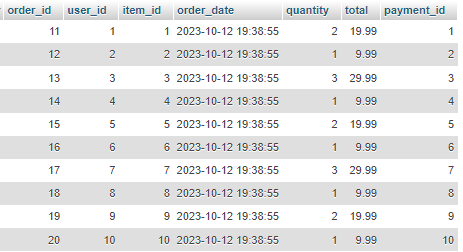 order_id user_id item_id order_date quantity total payment_id
11 1 1 2023-10-12 19:38:55 2 19.99 1
12 2 2 2023-10-12 19:38:55 1 9.99 2
13 3 3 2023-10-12 19:38:55 3 29.99 3
14 4 4 2023-10-12 19:38:55 1 9.99 4
15 5 5 2023-10-12 19:38:55 2 19.99 5
16 6 6 2023-10-12 19:38:55 1 9.99 6
17 7 7 2023-10-12 19:38:55 3 29.99 7
18 8 8 2023-10-12 19:38:55 1 9.99 8
19 9 9 2023-10-12 19:38:55 2 19.99 9
20 10 10 2023-10-12 19:38:55 1 9.99 10